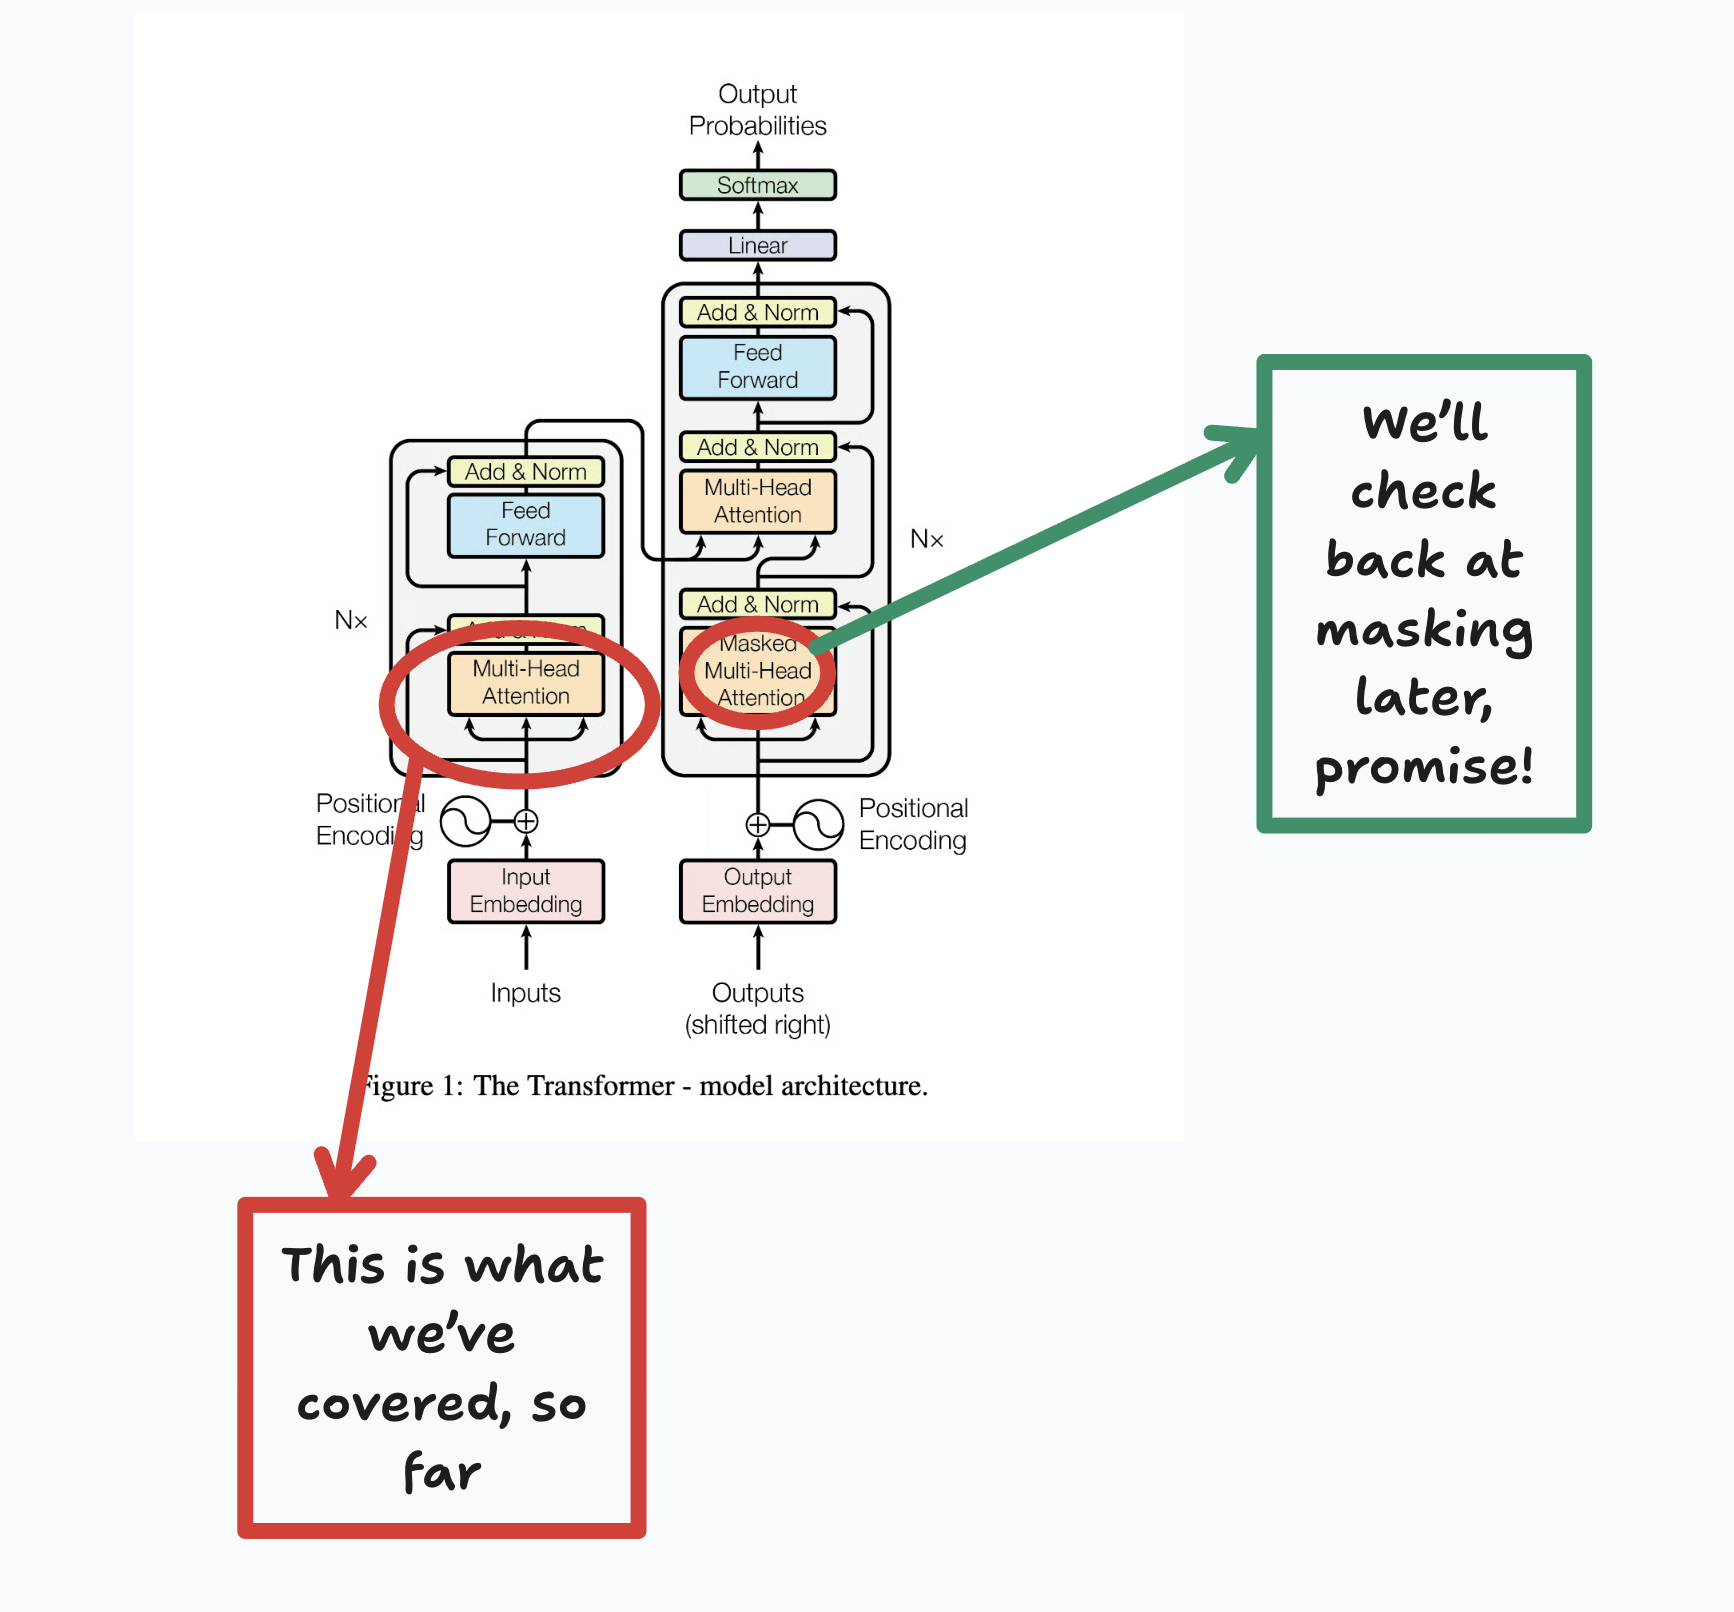 Output
Probabilities
Softmax
Linear
Add & Norm
Feed
Forward
Add & Norm
Multi-Head
Attention
Nx
Add & Norm
Masked
Multi-Head
Attention
Add & Norm
Feed
Forward
Nx
Add & Norm
Multi-Head
Attention
Positional
Encoding
Positional
Encoding
Input
Embedding
Output
Embedding
Inputs
Outputs
(shifted right)
Figure 1: The Transformer - model architecture.
We'll
check
back at
masking
later,
promise!
This is what
we've
covered, so
far